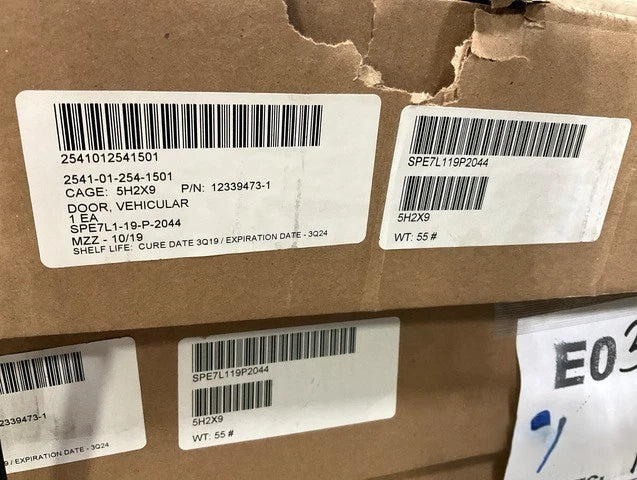 2541012541501
2541-01-254-1501
CAGE: 5H2X9 P/N: 12339473-1
DOOR, VEHICULAR
1 EA
SPE7L1-19-P-2044
MZZ - 10/19
SHELF LIFE: CURE DATE 3Q19 / EXPIRATION DATE - 3Q24
SPE7L119P2044
5H2X9
WT: 55 #
2339473-1
9 / EXPIRATION DATE - 3Q24
SPE7L119P2044
5H2X9
WT: 55 #
E03